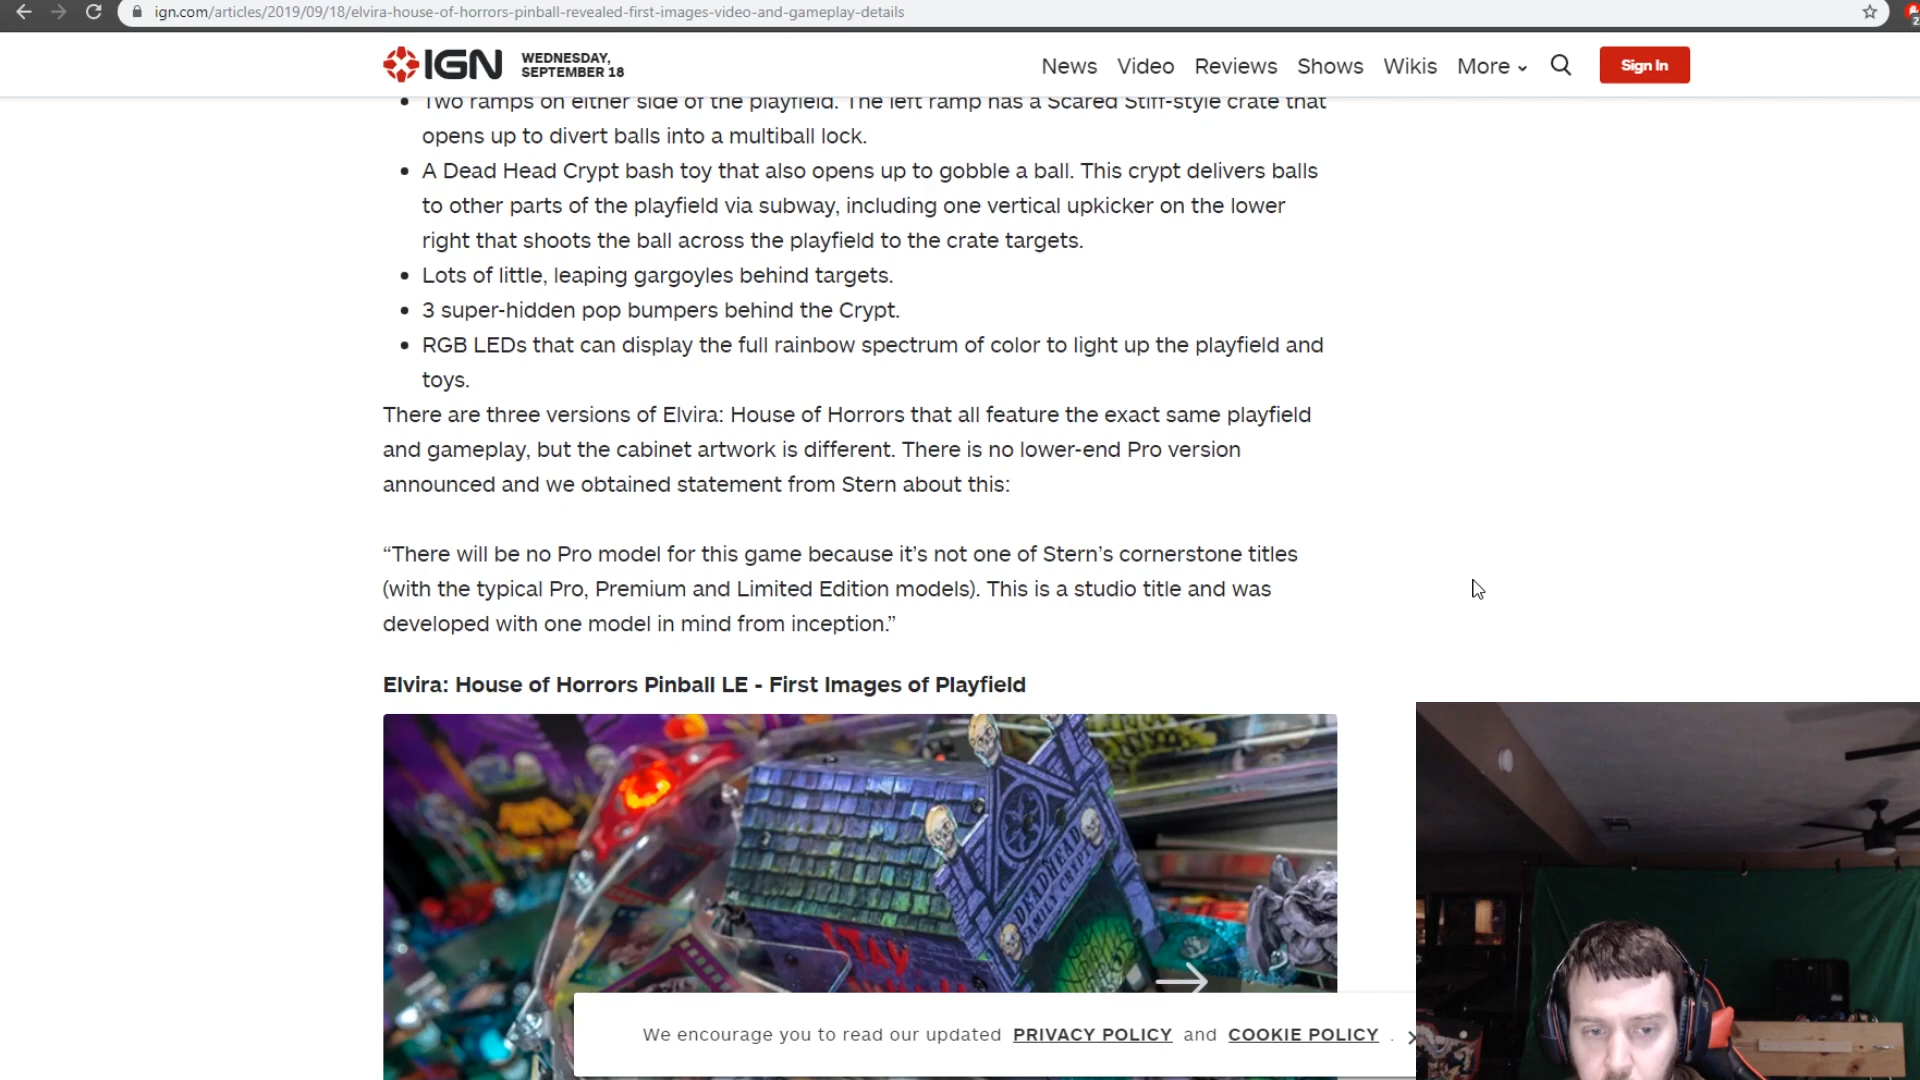 ign.com/articles/2019/09/18/elvira-house-of-horrors-pinball-revealed-first-images-video-and-gameplay-details
2
IGN
WEDNESDAY,
SEPTEMBER 18
News Video Reviews Shows Wikis More
Sign In
Two ramps on either side of the playfield. The left ramp has a Scared Stiff-style crate that
opens up to divert balls into a multiball lock.
A Dead Head Crypt bash toy that also opens up to gobble a ball. This crypt delivers balls
to other parts of the playfield via subway, including one vertical upkicker on the lower
right that shoots the ball across the playfield to the crate targets.
Lots of little, leaping gargoyles behind targets.
3 super-hidden pop bumpers behind the Crypt.
RGB LEDs that can display the full rainbow spectrum of color to light up the playfield and
toys.
There are three versions of Elvira: House of Horrors that all feature the exact same playfield
and gameplay, but the cabinet artwork is different. There is no lower-end Pro version
announced and we obtained statement from Stern about this:
“There will be no Pro model for this game because it’s not one of Stern’s cornerstone titles
(with the typical Pro, Premium and Limited Edition models). This is a studio title and was
developed with one model in mind from inception.”
Elvira: House of Horrors Pinball LE - First Images of Playfield
DEADHEAD
FAMILY CRYPT
STAY
We encourage you to read our updated PRIVACY POLICY and COOKIE POLICY .